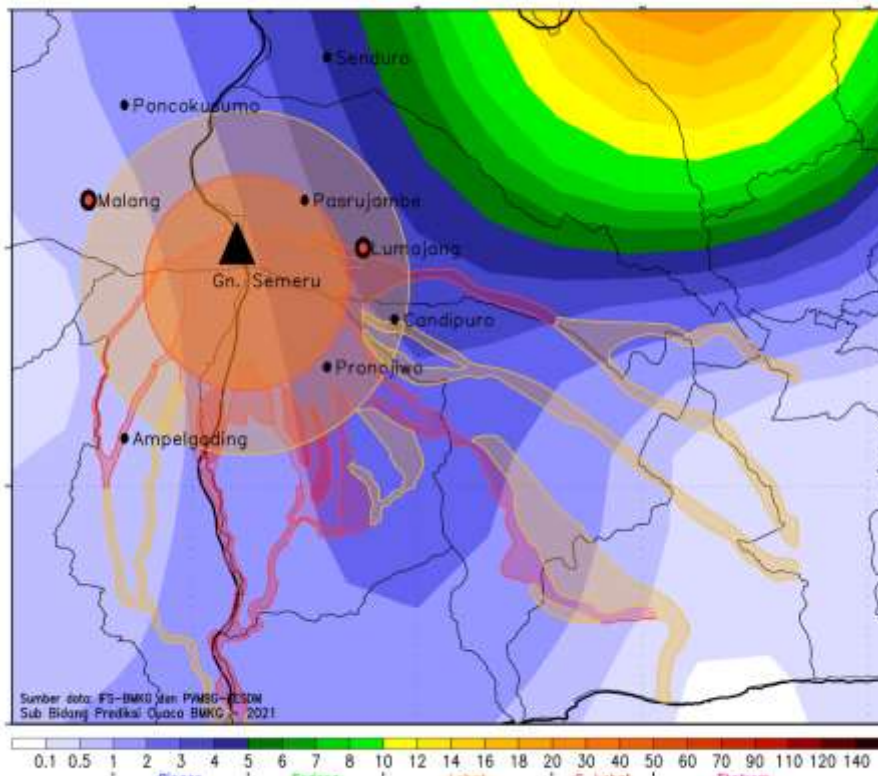 Senduro
Poncokusumo
Malang
Pasrujambe
Lumajang
Gn. Semeru
Candipuro
Pronojiwo
Ampelgading
Sumber data: IFS-BMKG dan PVMBG-ESDM
Sub Bidang Prediksi Cuaca BMKG - 2021
0.1 0.5 1 2 3 4 5 6 7 8 10 12 14 16 18 20 30 40 50 60 70 90 110 120 140